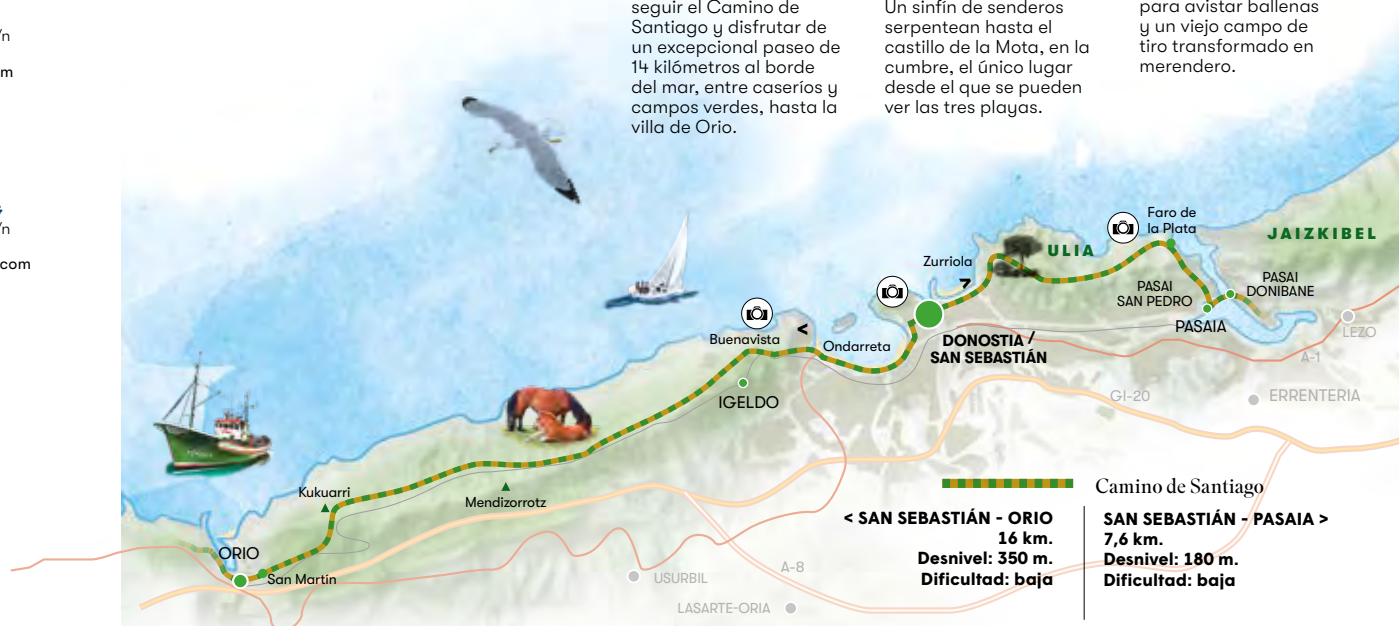 /n
m
/n
com
seguir el Camino de
Santiago y disfrutar de
un excepcional paseo de
14 kilómetros al borde
del mar, entre caseríos y
campos verdes, hasta la
villa de Orio.
Un sinfín de senderos
serpentean hasta el
castillo de la Mota, en la
cumbre, el único lugar
desde el que se pueden
ver las tres playas.
para avistar ballenas
y un viejo campo de
tiro transformado en
merendero.
Faro de
la Plata
JAIZKIBEL
ULIA
Zurriola
PASAI
SAN PEDRO
PASAI
DONIBANE
PASAIA
LEZO
A-1
Buenavista
Ondarreta
DONOSTIA /
SAN SEBASTIÁN
IGELDO
GI-20
ERRENTERIA
Kukuarri
Mendizorrotz
ORIO
San Martín
USURBIL
A-8
LASARTE-ORIA
Camino de Santiago
< SAN SEBASTIÁN - ORIO
16 km.
Desnivel: 350 m.
Dificultad: baja
SAN SEBASTIÁN - PASAIA >
7,6 km.
Desnivel: 180 m.
Dificultad: baja